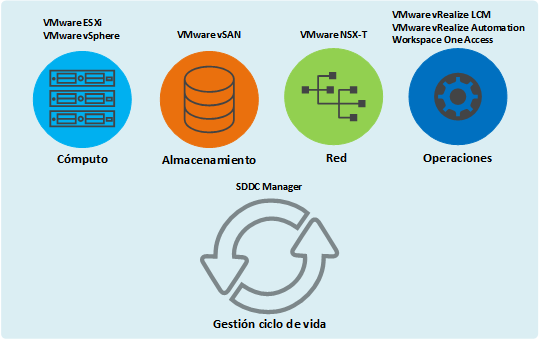 VMware ESXi
VMware vSphere
VMware vSAN
VMware NSX-T
VMware vRealize LCM
VMware vRealize Automation
Workspace One Access
Cómputo
Almacenamiento
Red
Operaciones
SDDC Manager
Gestión ciclo de vida